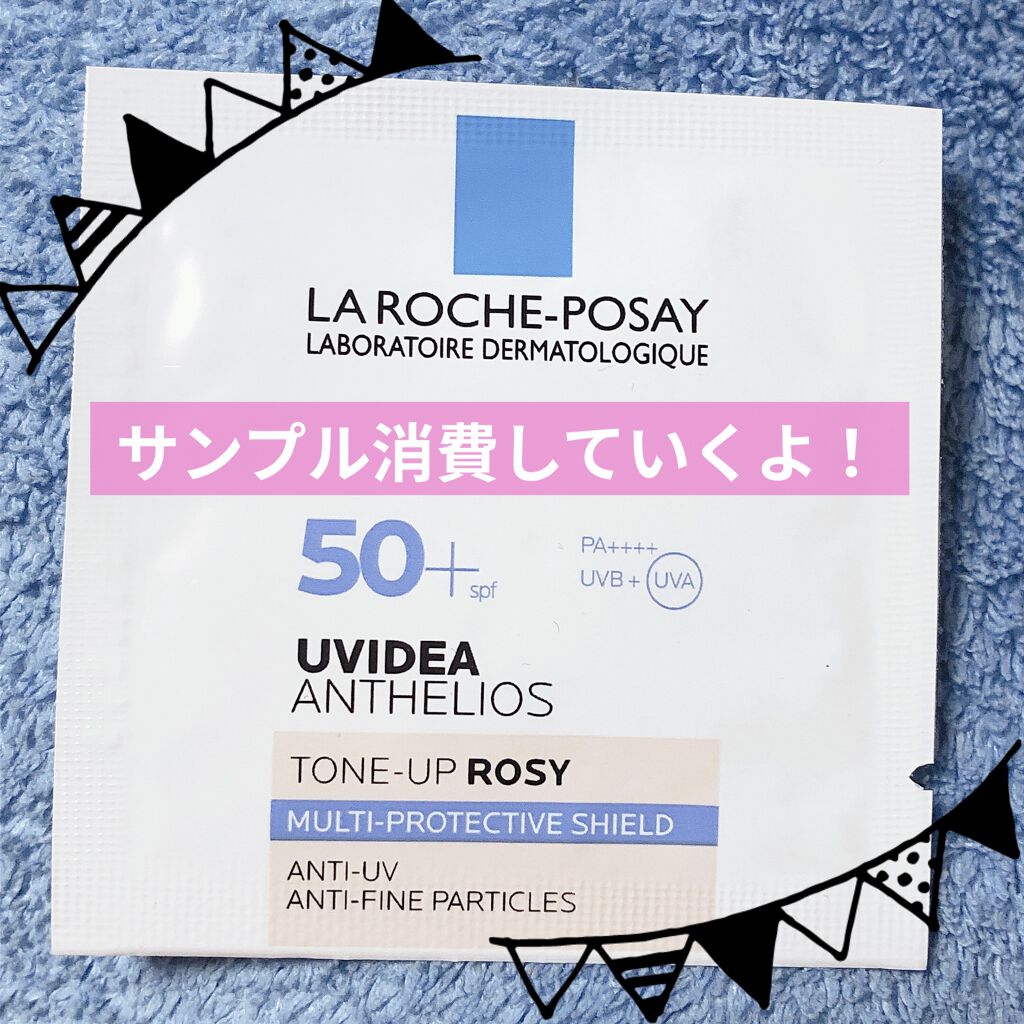 LA ROCHE-POSAY
LABORATOIRE DERMATOLOGIQUE
サンプル消費していくよ！
50+ spf
PA++++
UVB + UVA
UVIDEA
ANTHELIOS
TONE-UP ROSY
MULTI-PROTECTIVE SHIELD
ANTI-UV
ANTI-FINE PARTICLES